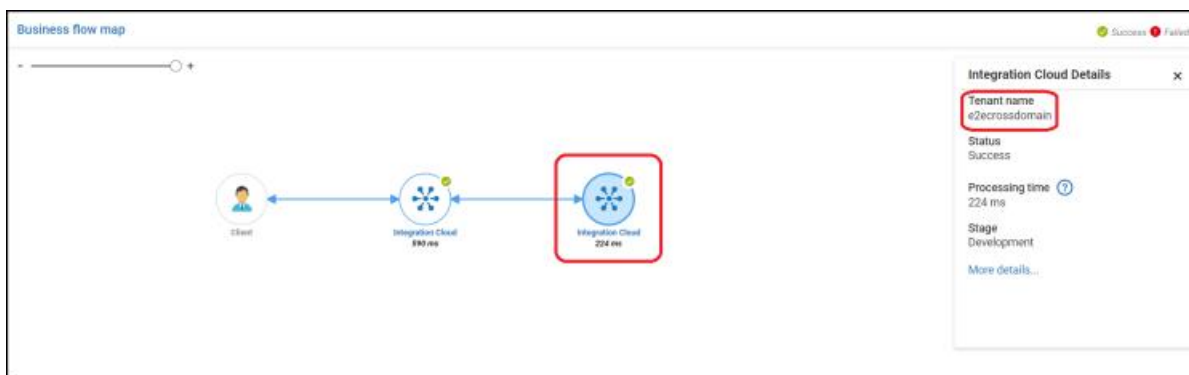 Business flow map
Success Failed
- +
Integration Cloud Details ×
Tenant name
e2ecrossdomain
Status
Success
Processing time ?
224 ms
Stage
Development
More details...
Client
Integration Cloud
590 ms
Integration Cloud
224 ms